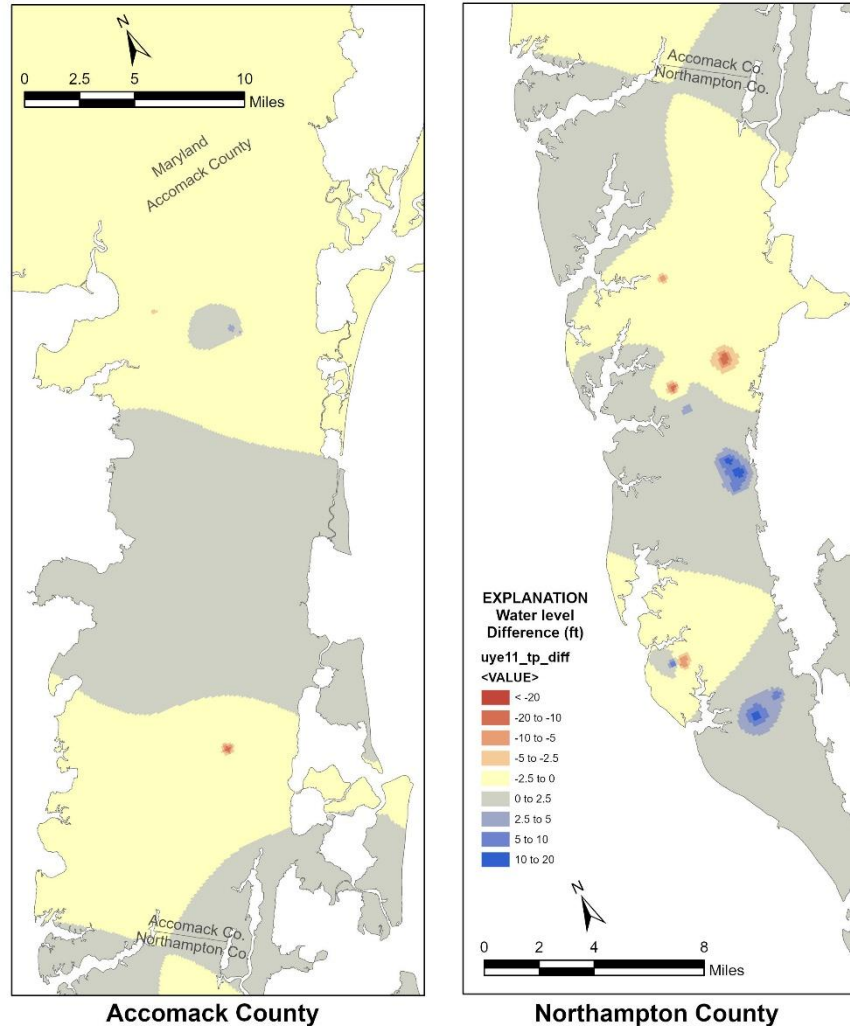 N
0 2.5 5 10
Miles
Maryland
Accomack County
Accomack Co.
Northampton Co.
Accomack County
Accomack Co.
Northampton Co.
EXPLANATION
Water level
Difference (ft)
uye11_tp_diff
<VALUE>
< -20
-20 to -10
-10 to -5
-5 to -2.5
-2.5 to 0
0 to 2.5
2.5 to 5
5 to 10
10 to 20
N
0 2 4 8
Miles
Northampton County